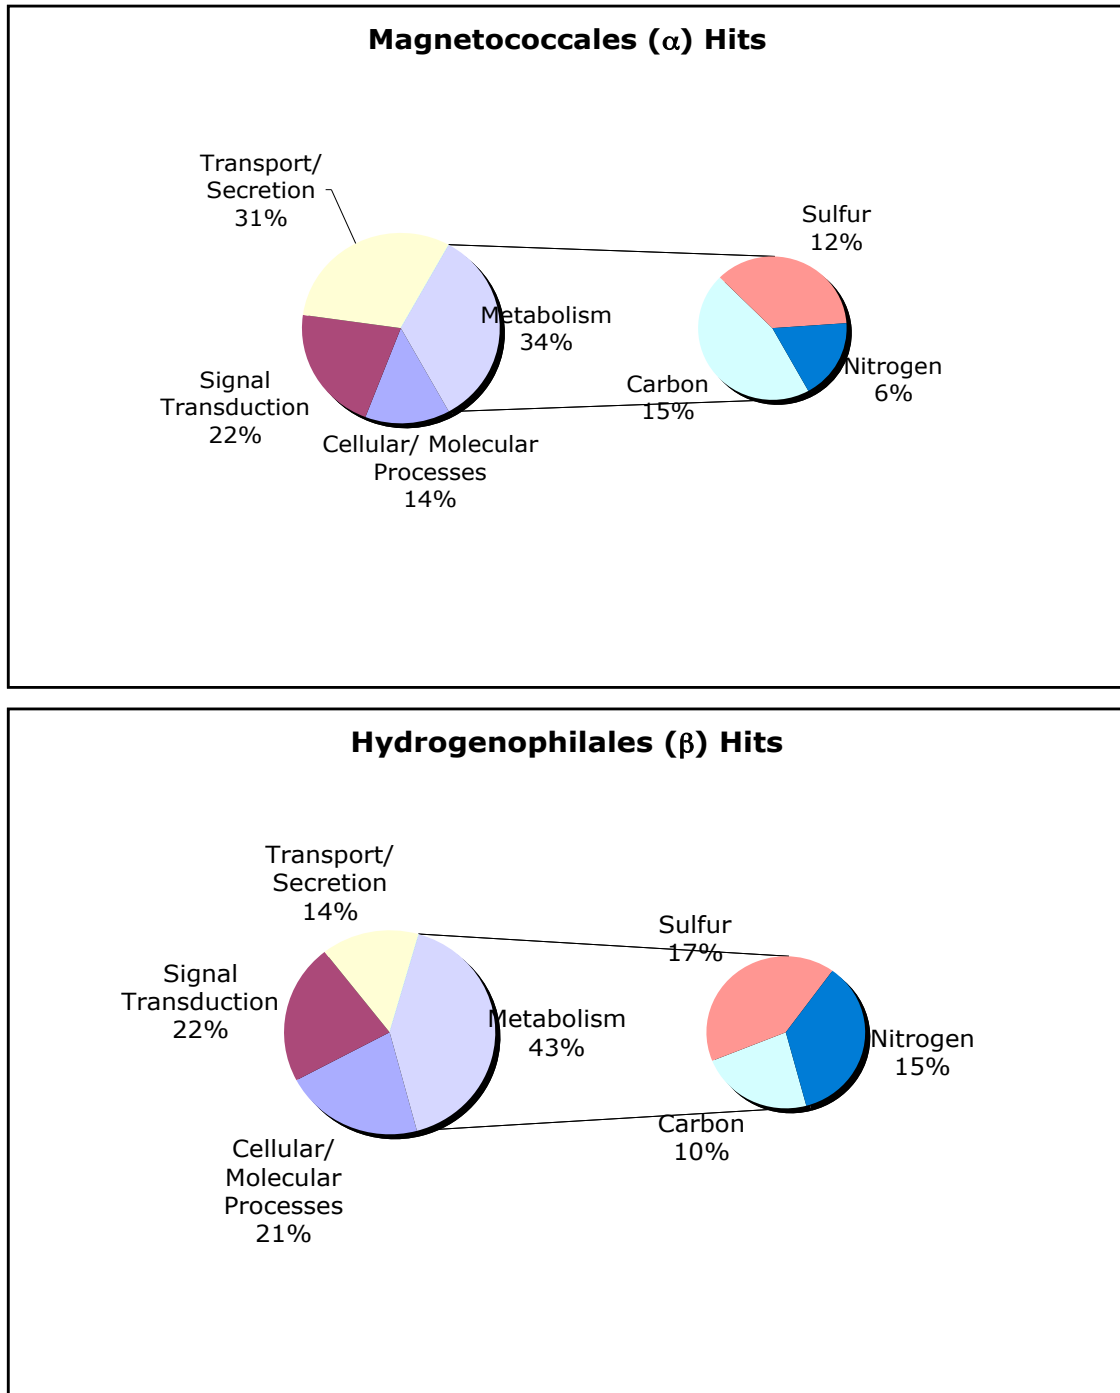 Magnetococcales (α) Hits
Transport/
Secretion
31%
Sulfur
12%
Metabolism
34%
Nitrogen
6%
Carbon
15%
Signal
Transduction
22%
Cellular/ Molecular
Processes
14%
Hydrogenophilales (β) Hits
Transport/
Secretion
14%
Sulfur
17%
Signal
Transduction
22%
Metabolism
43%
Nitrogen
15%
Carbon
10%
Cellular/
Molecular
Processes
21%